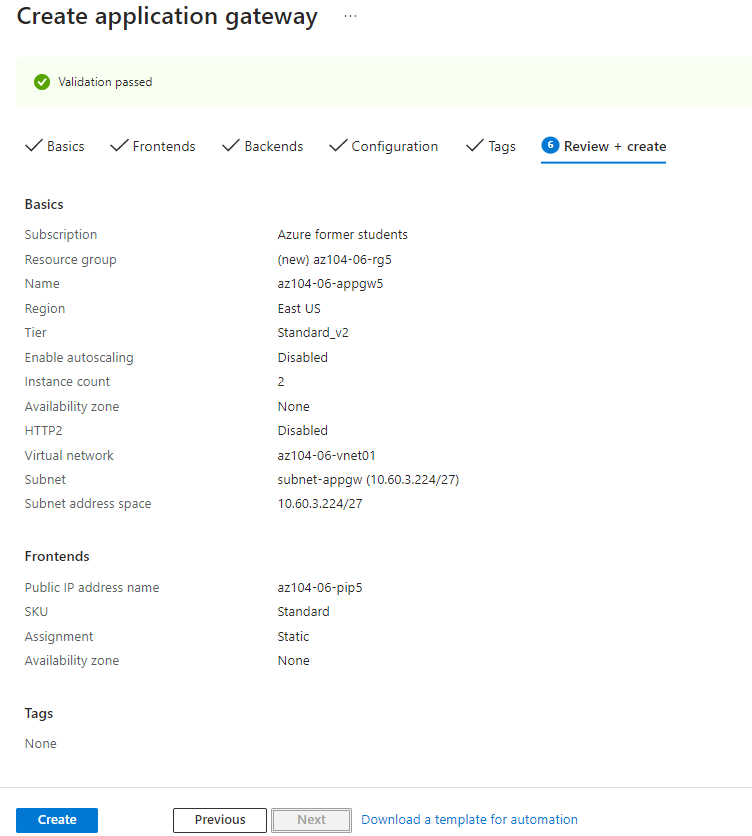 Create application gateway ...
Validation passed
Basics Frontends Backends Configuration Tags 6 Review + create
Basics
Subscription Azure former students
Resource group (new) az104-06-rg5
Name az104-06-appgw5
Region East US
Tier Standard_v2
Enable autoscaling Disabled
Instance count 2
Availability zone None
HTTP2 Disabled
Virtual network az104-06-vnet01
Subnet subnet-appgw (10.60.3.224/27)
Subnet address space 10.60.3.224/27
Frontends
Public IP address name az104-06-pip5
SKU Standard
Assignment Static
Availability zone None
Tags
None
Create Previous Next Download a template for automation